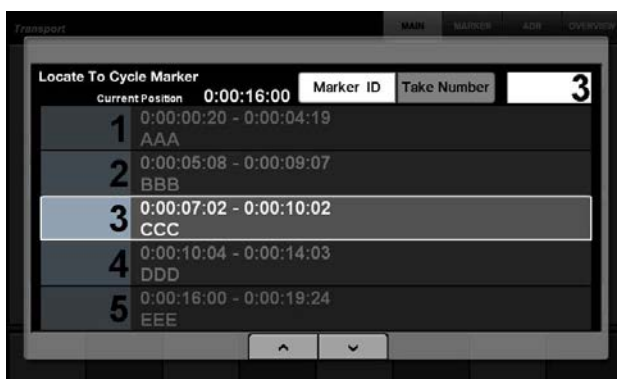 Transport MAIN MARKER ADR OVERVIEW
Locate To Cycle Marker
Current Position 0:00:16:00 Marker ID Take Number 3
1 0:00:00:20 - 0:00:04:19
AAA
2 0:00:05:08 - 0:00:09:07
BBB
3 0:00:07:02 - 0:00:10:02
CCC
4 0:00:10:04 - 0:00:14:03
DDD
5 0:00:16:00 - 0:00:19:24
EEE